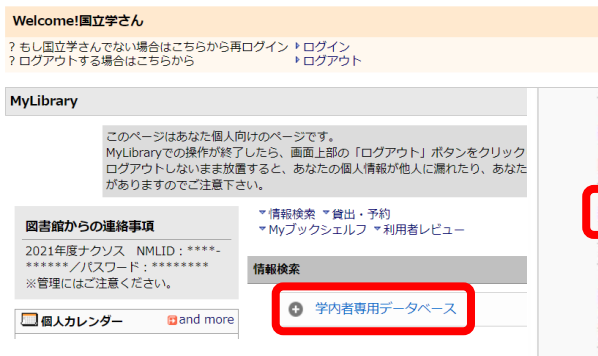 Welcome!国立学さん
? もし国立学さんでない場合はこちらから再ログイン ログイン
? ログアウトする場合はこちらから ログアウト
MyLibrary
このページはあなた個人向けのページです。
MyLibraryでの操作が終了したら、画面上部の「ログアウト」ボタンをクリック
ログアウトしないまま放置すると、あなたの個人情報が他人に漏れたり、あなた
がありますのでご注意下さい。
図書館からの連絡事項
2021年度ナクソス NMLID：****-
******／パスワード：********
※管理にはご注意ください。
個人カレンダー and more
情報検索 貸出・予約
Myブックシェルフ 利用者レビュー
情報検索
学内者専用データベース